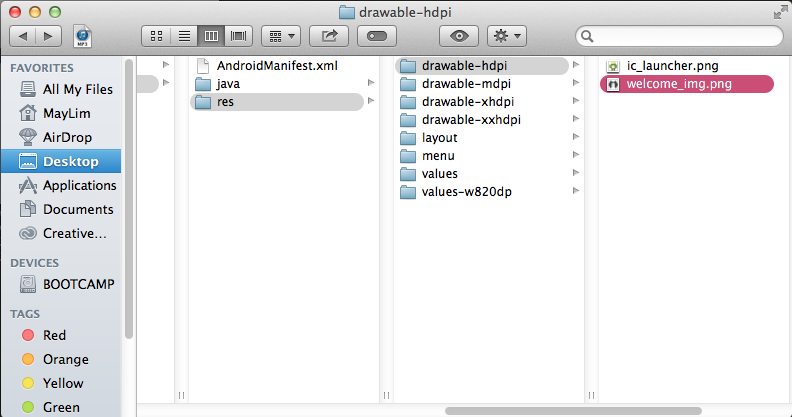 drawable-hdpi
MP3
FAVORITES
All My Files
MayLim
AirDrop
Desktop
Applications
Documents
Creative...
DEVICES
BOOTCAMP
TAGS
Red
Orange
Yellow
Green
AndroidManifest.xml
java
res
drawable-hdpi
drawable-mdpi
drawable-xhdpi
drawable-xxhdpi
layout
menu
values
values-w820dp
ic_launcher.png
welcome_img.png